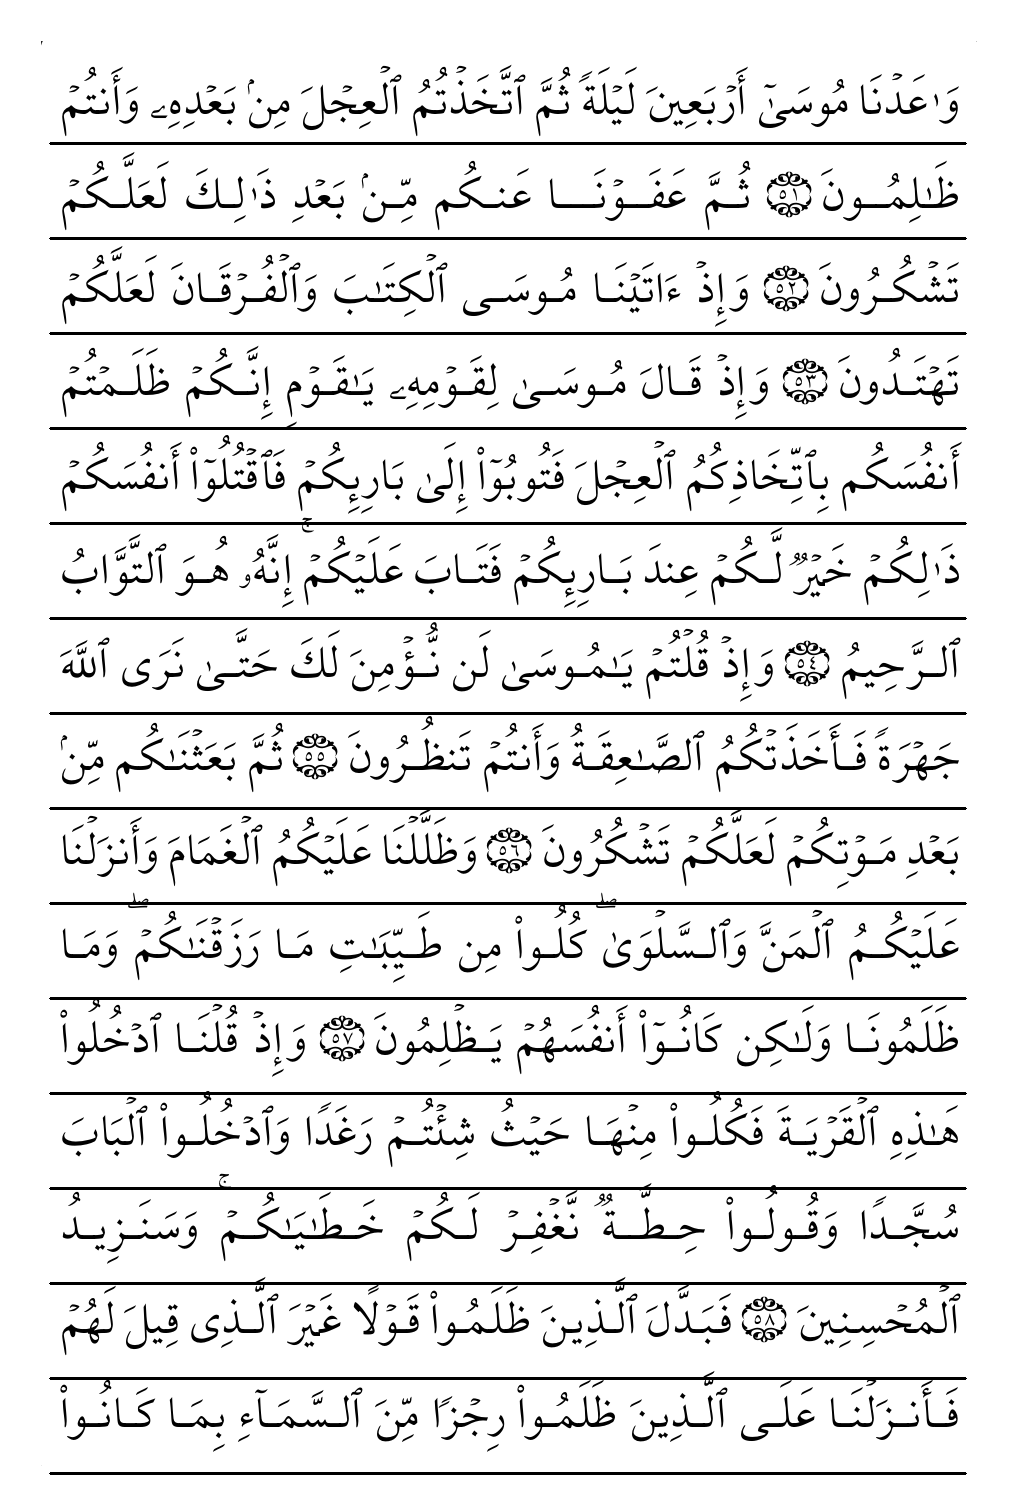 وَٰعَدْنَا مُوسَىٰٓ أَرْبَعِينَ لَيْلَةً ثُمَّ ٱتَّخَذْتُمُ ٱلْعِجْلَ مِنۢ بَعْدِهِۦ وَأَنتُمْ
ظَٰلِمُونَ ٥١ ثُمَّ عَفَوْنَا عَنكُم مِّنۢ بَعْدِ ذَٰلِكَ لَعَلَّكُمْ
تَشْكُرُونَ ٥٢ وَإِذْ ءَاتَيْنَا مُوسَى ٱلْكِتَٰبَ وَٱلْفُرْقَانَ لَعَلَّكُمْ
تَهْتَدُونَ ٥٣ وَإِذْ قَالَ مُوسَىٰ لِقَوْمِهِۦ يَٰقَوْمِ إِنَّكُمْ ظَلَمْتُمْ
أَنفُسَكُم بِٱتِّخَاذِكُمُ ٱلْعِجْلَ فَتُوبُوٓا۟ إِلَىٰ بَارِئِكُمْ فَٱقْتُلُوٓا۟ أَنفُسَكُمْ
ذَٰلِكُمْ خَيْرٌ لَّكُمْ عِندَ بَارِئِكُمْ فَتَابَ عَلَيْكُمْ ۚ إِنَّهُۥ هُوَ ٱلتَّوَّابُ
ٱلرَّحِيمُ ٥٤ وَإِذْ قُلْتُمْ يَٰمُوسَىٰ لَن نُّؤْمِنَ لَكَ حَتَّىٰ نَرَى ٱللَّهَ
جَهْرَةً فَأَخَذَتْكُمُ ٱلصَّٰعِقَةُ وَأَنتُمْ تَنظُرُونَ ٥٥ ثُمَّ بَعَثْنَٰكُم مِّنۢ
بَعْدِ مَوْتِكُمْ لَعَلَّكُمْ تَشْكُرُونَ ٥٦ وَظَلَّلْنَا عَلَيْكُمُ ٱلْغَمَامَ وَأَنزَلْنَا
عَلَيْكُمُ ٱلْمَنَّ وَٱلسَّلْوَىٰ ۖ كُلُوا۟ مِن طَيِّبَٰتِ مَا رَزَقْنَٰكُمْ ۖ وَمَا
ظَلَمُونَا وَلَٰكِن كَانُوٓا۟ أَنفُسَهُمْ يَظْلِمُونَ ٥٧ وَإِذْ قُلْنَا ٱدْخُلُوا۟
هَٰذِهِ ٱلْقَرْيَةَ فَكُلُوا۟ مِنْهَا حَيْثُ شِئْتُمْ رَغَدًا وَٱدْخُلُوا۟ ٱلْبَابَ
سُجَّدًا وَقُولُوا۟ حِطَّةٌ نَّغْفِرْ لَكُمْ خَطَٰيَٰكُمْ ۚ وَسَنَزِيدُ
ٱلْمُحْسِنِينَ ٥٨ فَبَدَّلَ ٱلَّذِينَ ظَلَمُوا۟ قَوْلًا غَيْرَ ٱلَّذِى قِيلَ لَهُمْ
فَأَنزَلْنَا عَلَى ٱلَّذِينَ ظَلَمُوا۟ رِجْزًا مِّنَ ٱلسَّمَآءِ بِمَا كَانُوا۟